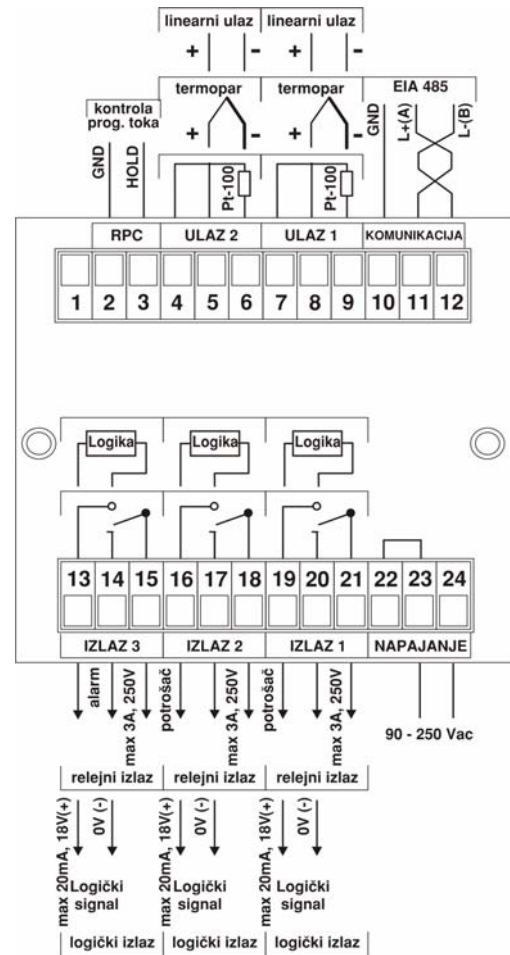 linearni ulaz linearni ulaz
+ - + -
termopar termopar EIA 485
kontrola
prog. toka
+ - + -
GND HOLD Pt-100 Pt-100 GND L+(A) L-(B)
RPC ULAZ 2 ULAZ 1 KOMUNIKACIJA
1 2 3 4 5 6 7 8 9 10 11 12
Logika Logika Logika
13 14 15 16 17 18 19 20 21 22 23 24
IZLAZ 3 IZLAZ 2 IZLAZ 1 NAPAJANJE
alarm max 3A, 250V potrošač max 3A, 250V potrošač max 3A, 250V
90 - 250 Vac
relejni izlaz relejni izlaz relejni izlaz
max 20mA, 18V(+) 0V (-) max 20mA, 18V(+) 0V (-) max 20mA, 18V(+) 0V (-)
Logički Logički Logički
signal signal signal
logički izlaz logički izlaz logički izlaz